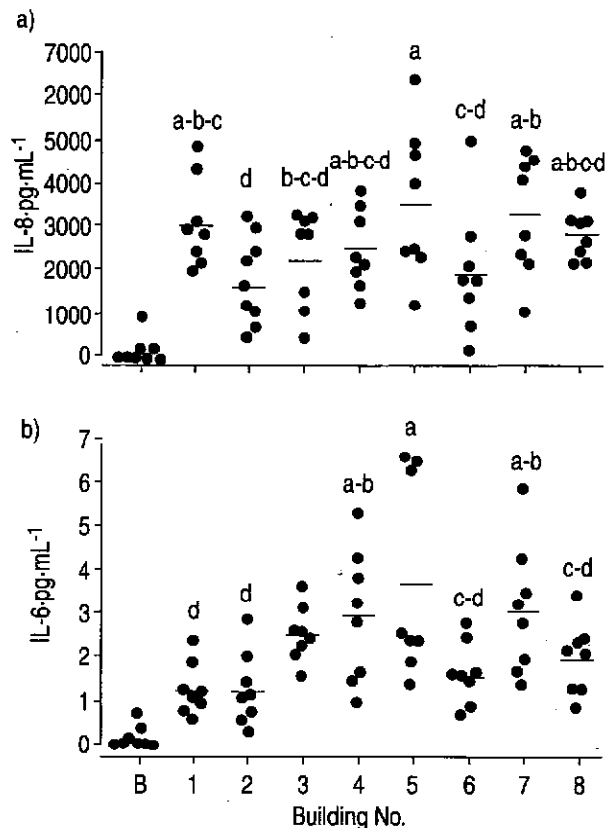 a)
7000
2000
5000
4000
3000
2000
1000
0
IL-8·pg·mL-1
a-b-c
d
b-c-d
a-b-c-d
a
c-d
a-b
a-b-c-d
b)
7
6
5
4
3
2
1
0
IL-6·pg·mL-1
d
d
a-b
a
c-d
a-b
c-d
B 1 2 3 4 5 6 7 8
Building No.